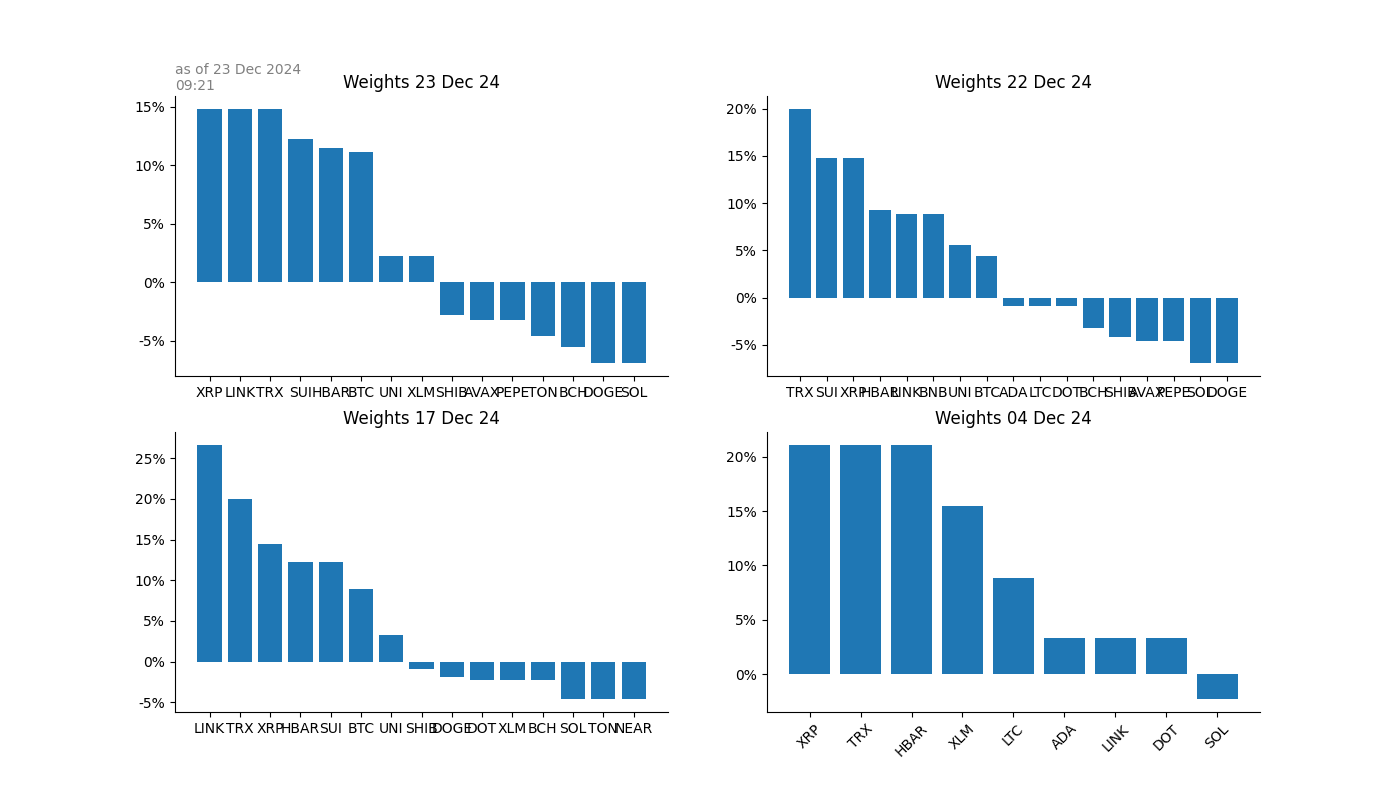 as of 23 Dec 2024
09:21
Weights 23 Dec 24
15%
10%
5%
0%
-5%
XRP LINK TRX SUI HBAR BTC UNI XLM SHIB AVAX PEPE TON BCH DOGE SOL
Weights 22 Dec 24
20%
15%
10%
5%
0%
-5%
TRX SUI XRP HBAR LINK BNB UNI BTC ADA LTC DOT BCH SHIB AVAX PEPE SOL DOGE
Weights 17 Dec 24
25%
20%
15%
10%
5%
0%
-5%
LINK TRX XRP HBAR SUI BTC UNI SHIB DOGE DOT XLM BCH SOL TON NEAR
Weights 04 Dec 24
20%
15%
10%
5%
0%
XRP TRX HBAR XLM LTC ADA LINK DOT SOL